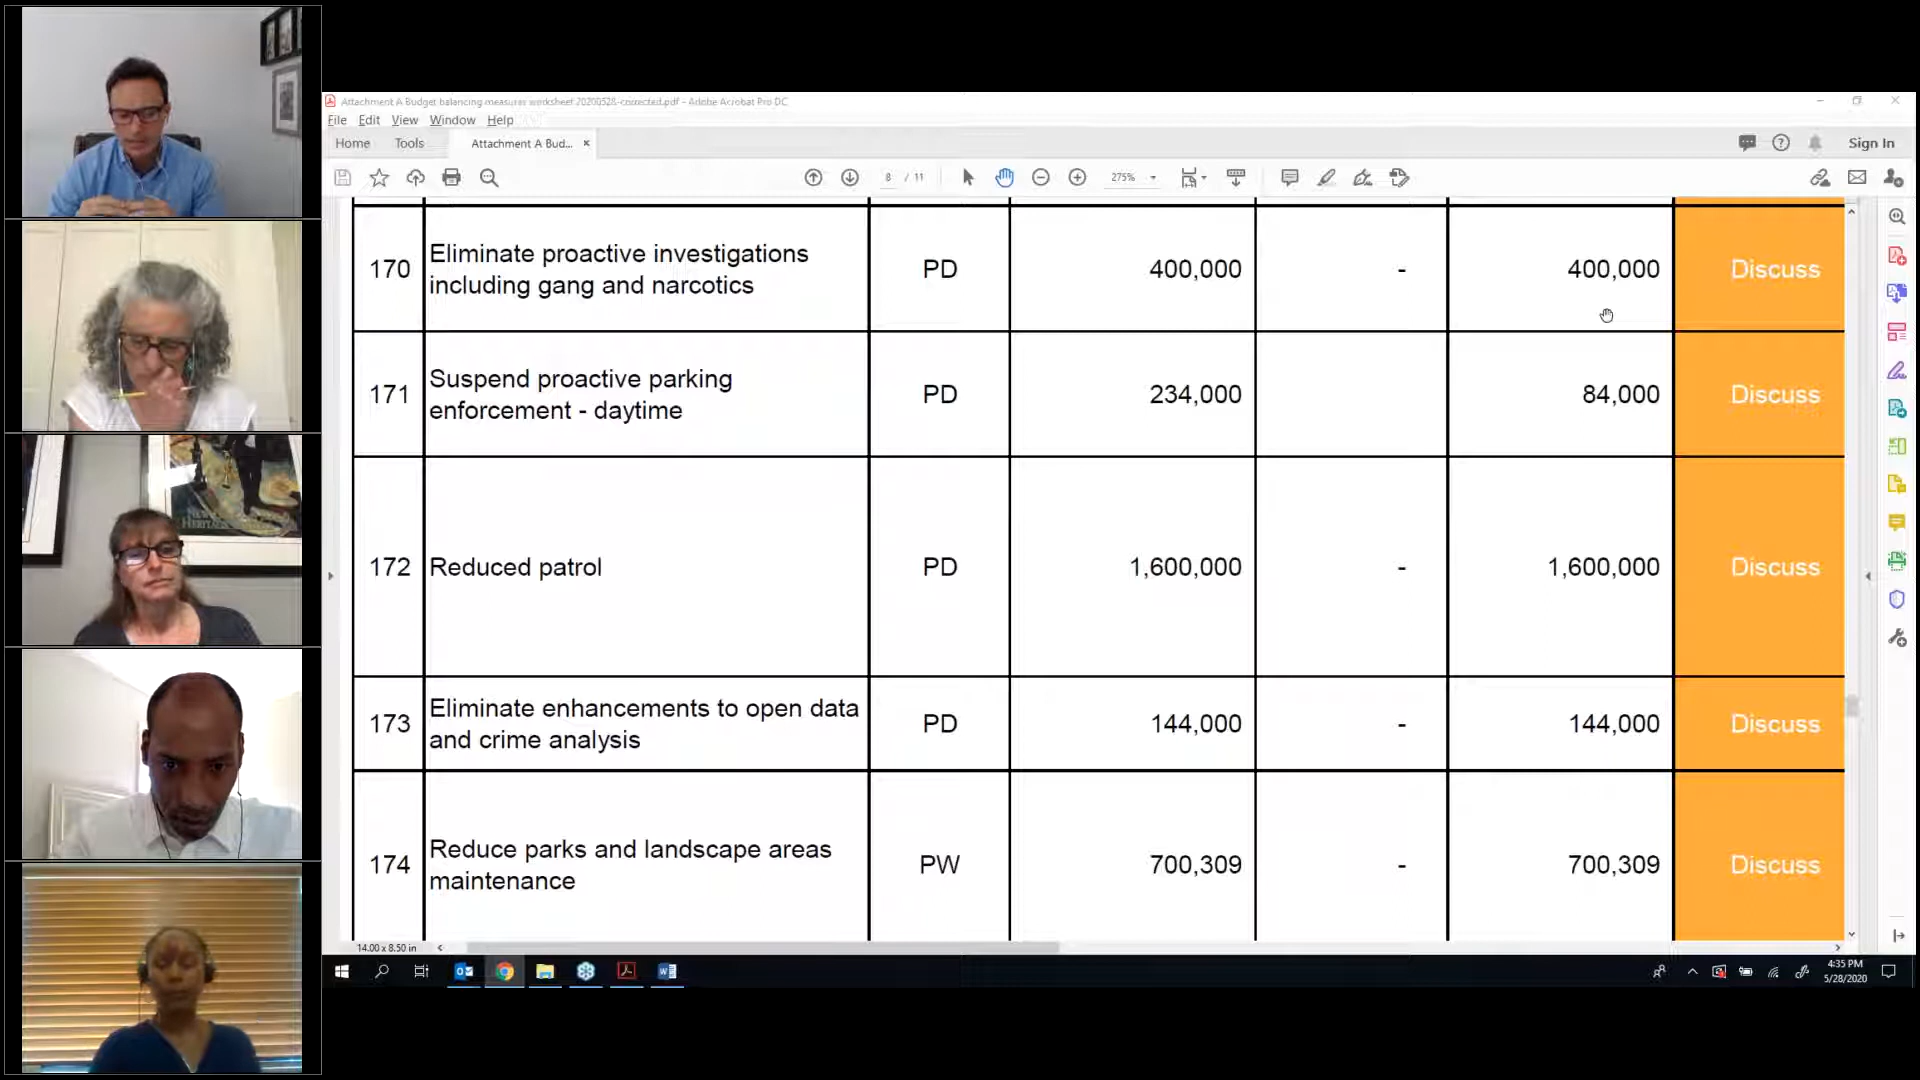 Attachment A Budget balancing measures worksheet 20200528-corrected.pdf - Adobe Acrobat Pro DC
File Edit View Window Help
Home Tools Attachment A Bud... ×
Sign In
8 / 11
275%
170 Eliminate proactive investigations including gang and narcotics PD 400,000 - 400,000 Discuss
171 Suspend proactive parking enforcement - daytime PD 234,000 84,000 Discuss
172 Reduced patrol PD 1,600,000 - 1,600,000 Discuss
173 Eliminate enhancements to open data and crime analysis PD 144,000 - 144,000 Discuss
174 Reduce parks and landscape areas maintenance PW 700,309 - 700,309 Discuss
14.00 x 8.50 in
4:35 PM
5/28/2020